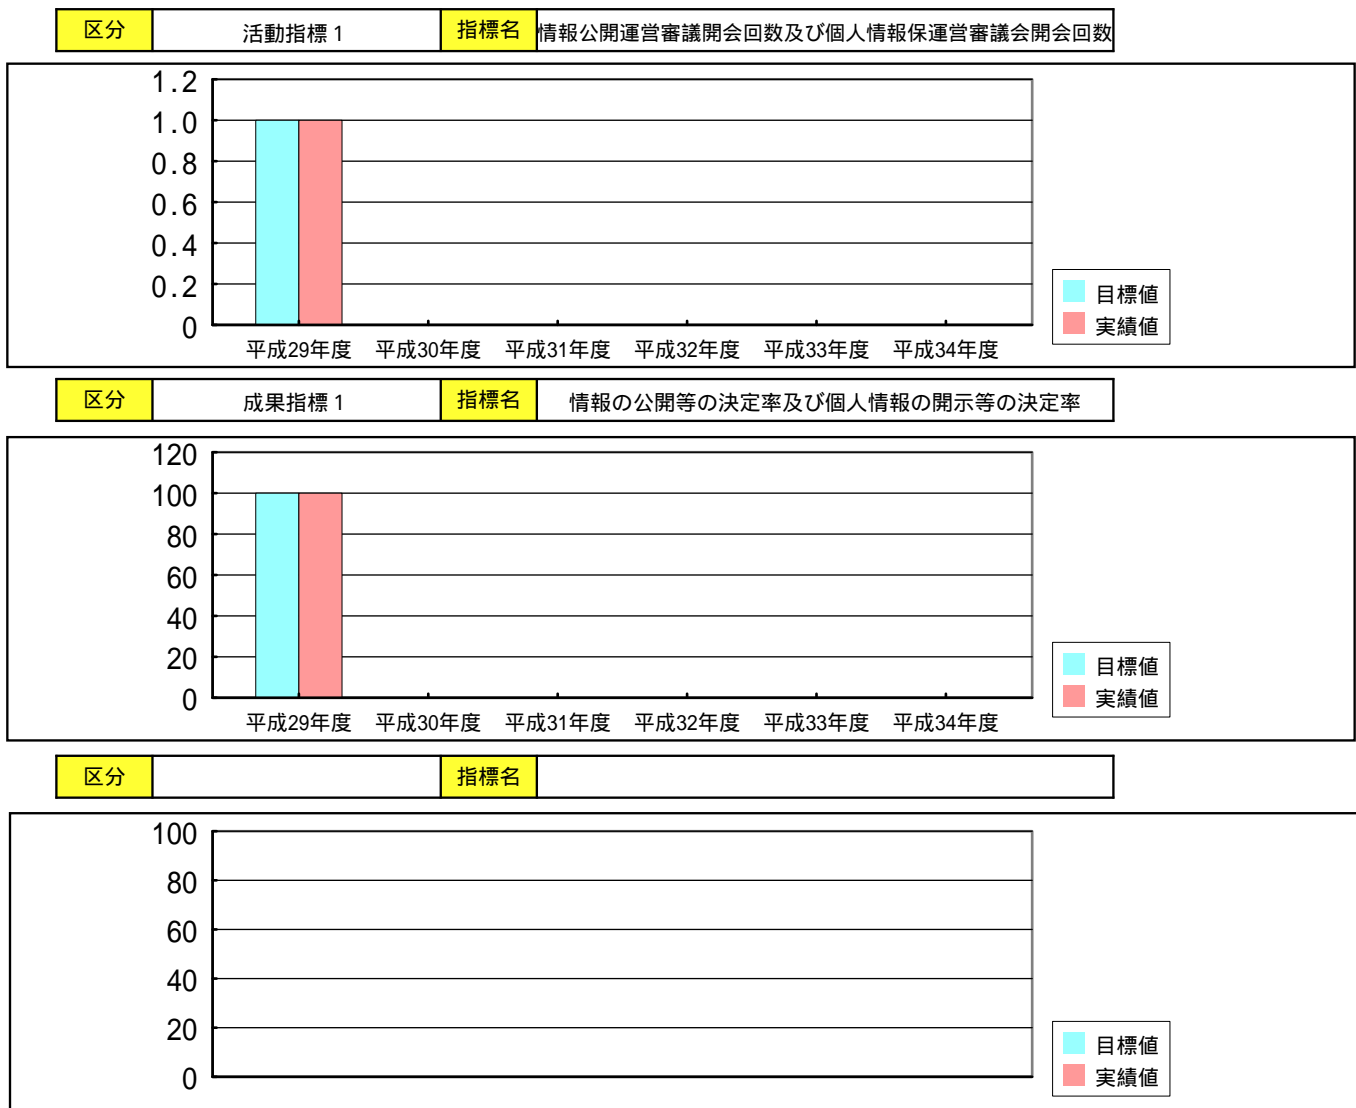 区分 活動指標１ 指標名 情報公開運営審議開会回数及び個人情報保運営審議会開会回数
1.2
1.0
0.8
0.6
0.4
0.2
0
平成29年度 平成30年度 平成31年度 平成32年度 平成33年度 平成34年度
目標値
実績値
区分 成果指標１ 指標名 情報の公開等の決定率及び個人情報の開示等の決定率
120
100
80
60
40
20
0
平成29年度 平成30年度 平成31年度 平成32年度 平成33年度 平成34年度
目標値
実績値
区分 指標名
100
80
60
40
20
0
目標値
実績値